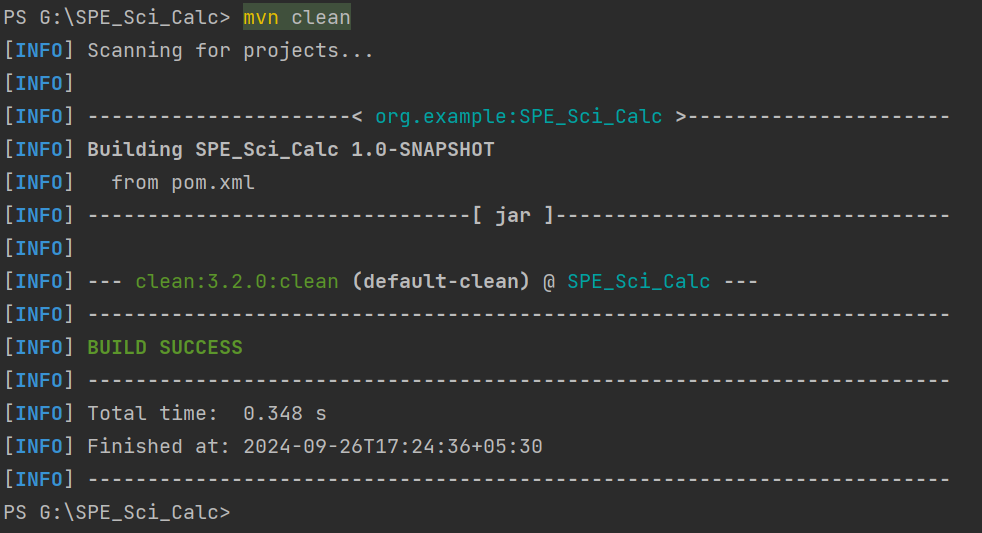 PS G:\SPE_Sci_Calc> mvn clean
[INFO] Scanning for projects...
[INFO]
[INFO] ----------------------< org.example:SPE_Sci_Calc >----------------------
[INFO] Building SPE_Sci_Calc 1.0-SNAPSHOT
[INFO]   from pom.xml
[INFO] --------------------------------[ jar ]---------------------------------
[INFO]
[INFO] --- clean:3.2.0:clean (default-clean) @ SPE_Sci_Calc ---
[INFO] ------------------------------------------------------------------------
[INFO] BUILD SUCCESS
[INFO] ------------------------------------------------------------------------
[INFO] Total time:  0.348 s
[INFO] Finished at: 2024-09-26T17:24:36+05:30
[INFO] ------------------------------------------------------------------------
PS G:\SPE_Sci_Calc>